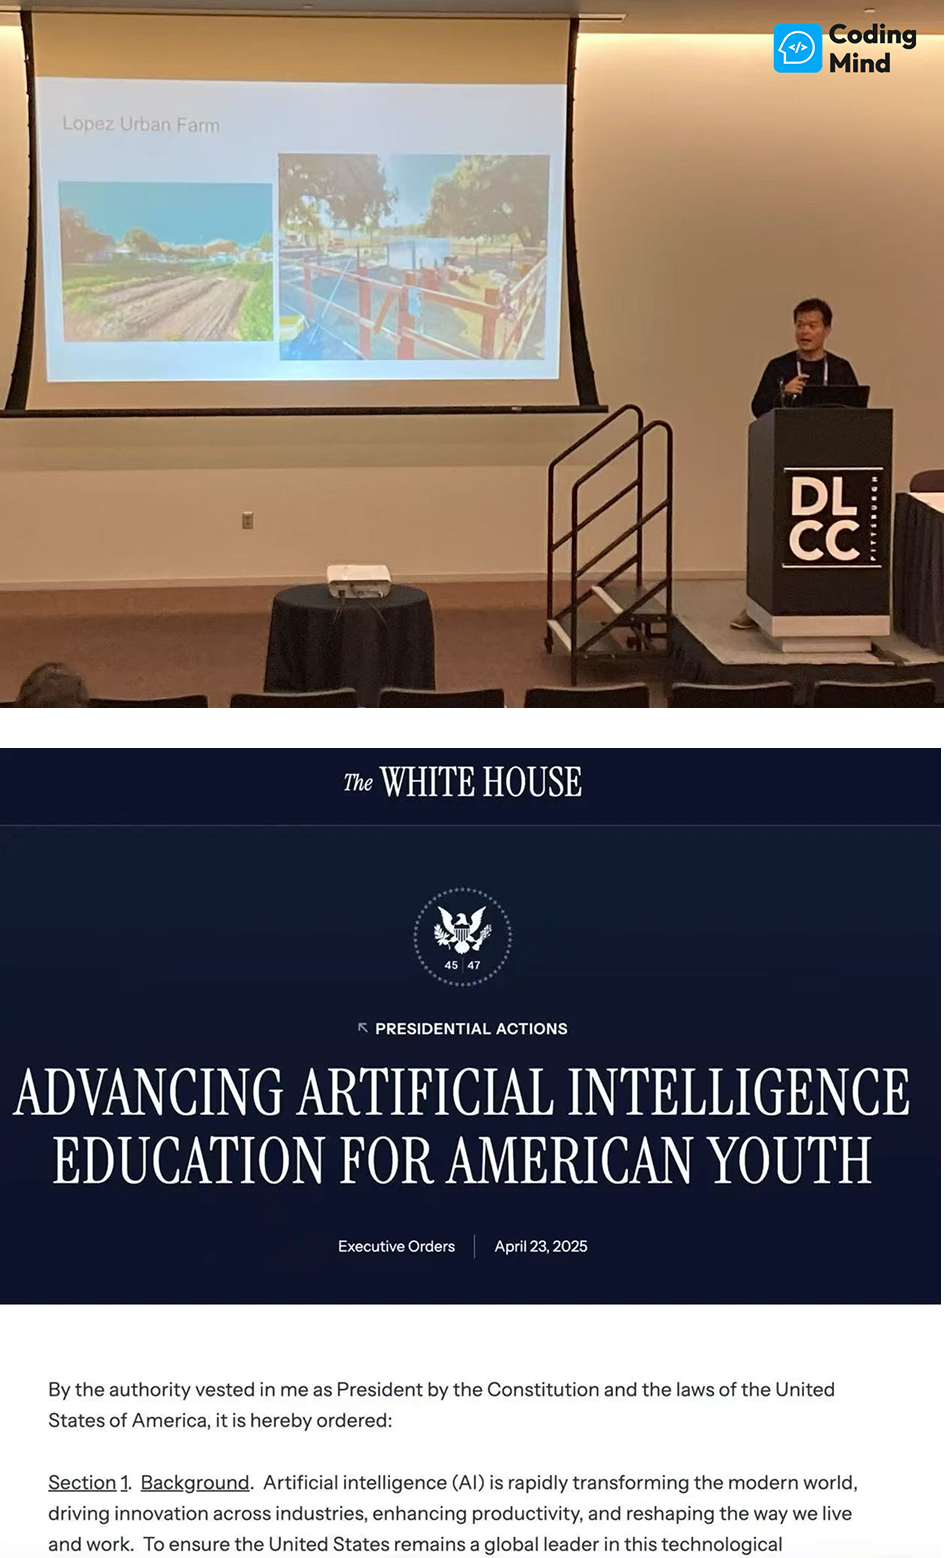 Coding
Mind
Lopez Urban Farm
DL
CC
PITTSBURGH
The WHITE HOUSE
45 47
PRESIDENTIAL ACTIONS
ADVANCING ARTIFICIAL INTELLIGENCE
EDUCATION FOR AMERICAN YOUTH
Executive Orders | April 23, 2025
By the authority vested in me as President by the Constitution and the laws of the United
States of America, it is hereby ordered:
Section 1. Background. Artificial intelligence (AI) is rapidly transforming the modern world,
driving innovation across industries, enhancing productivity, and reshaping the way we live
and work. To ensure the United States remains a global leader in this technological